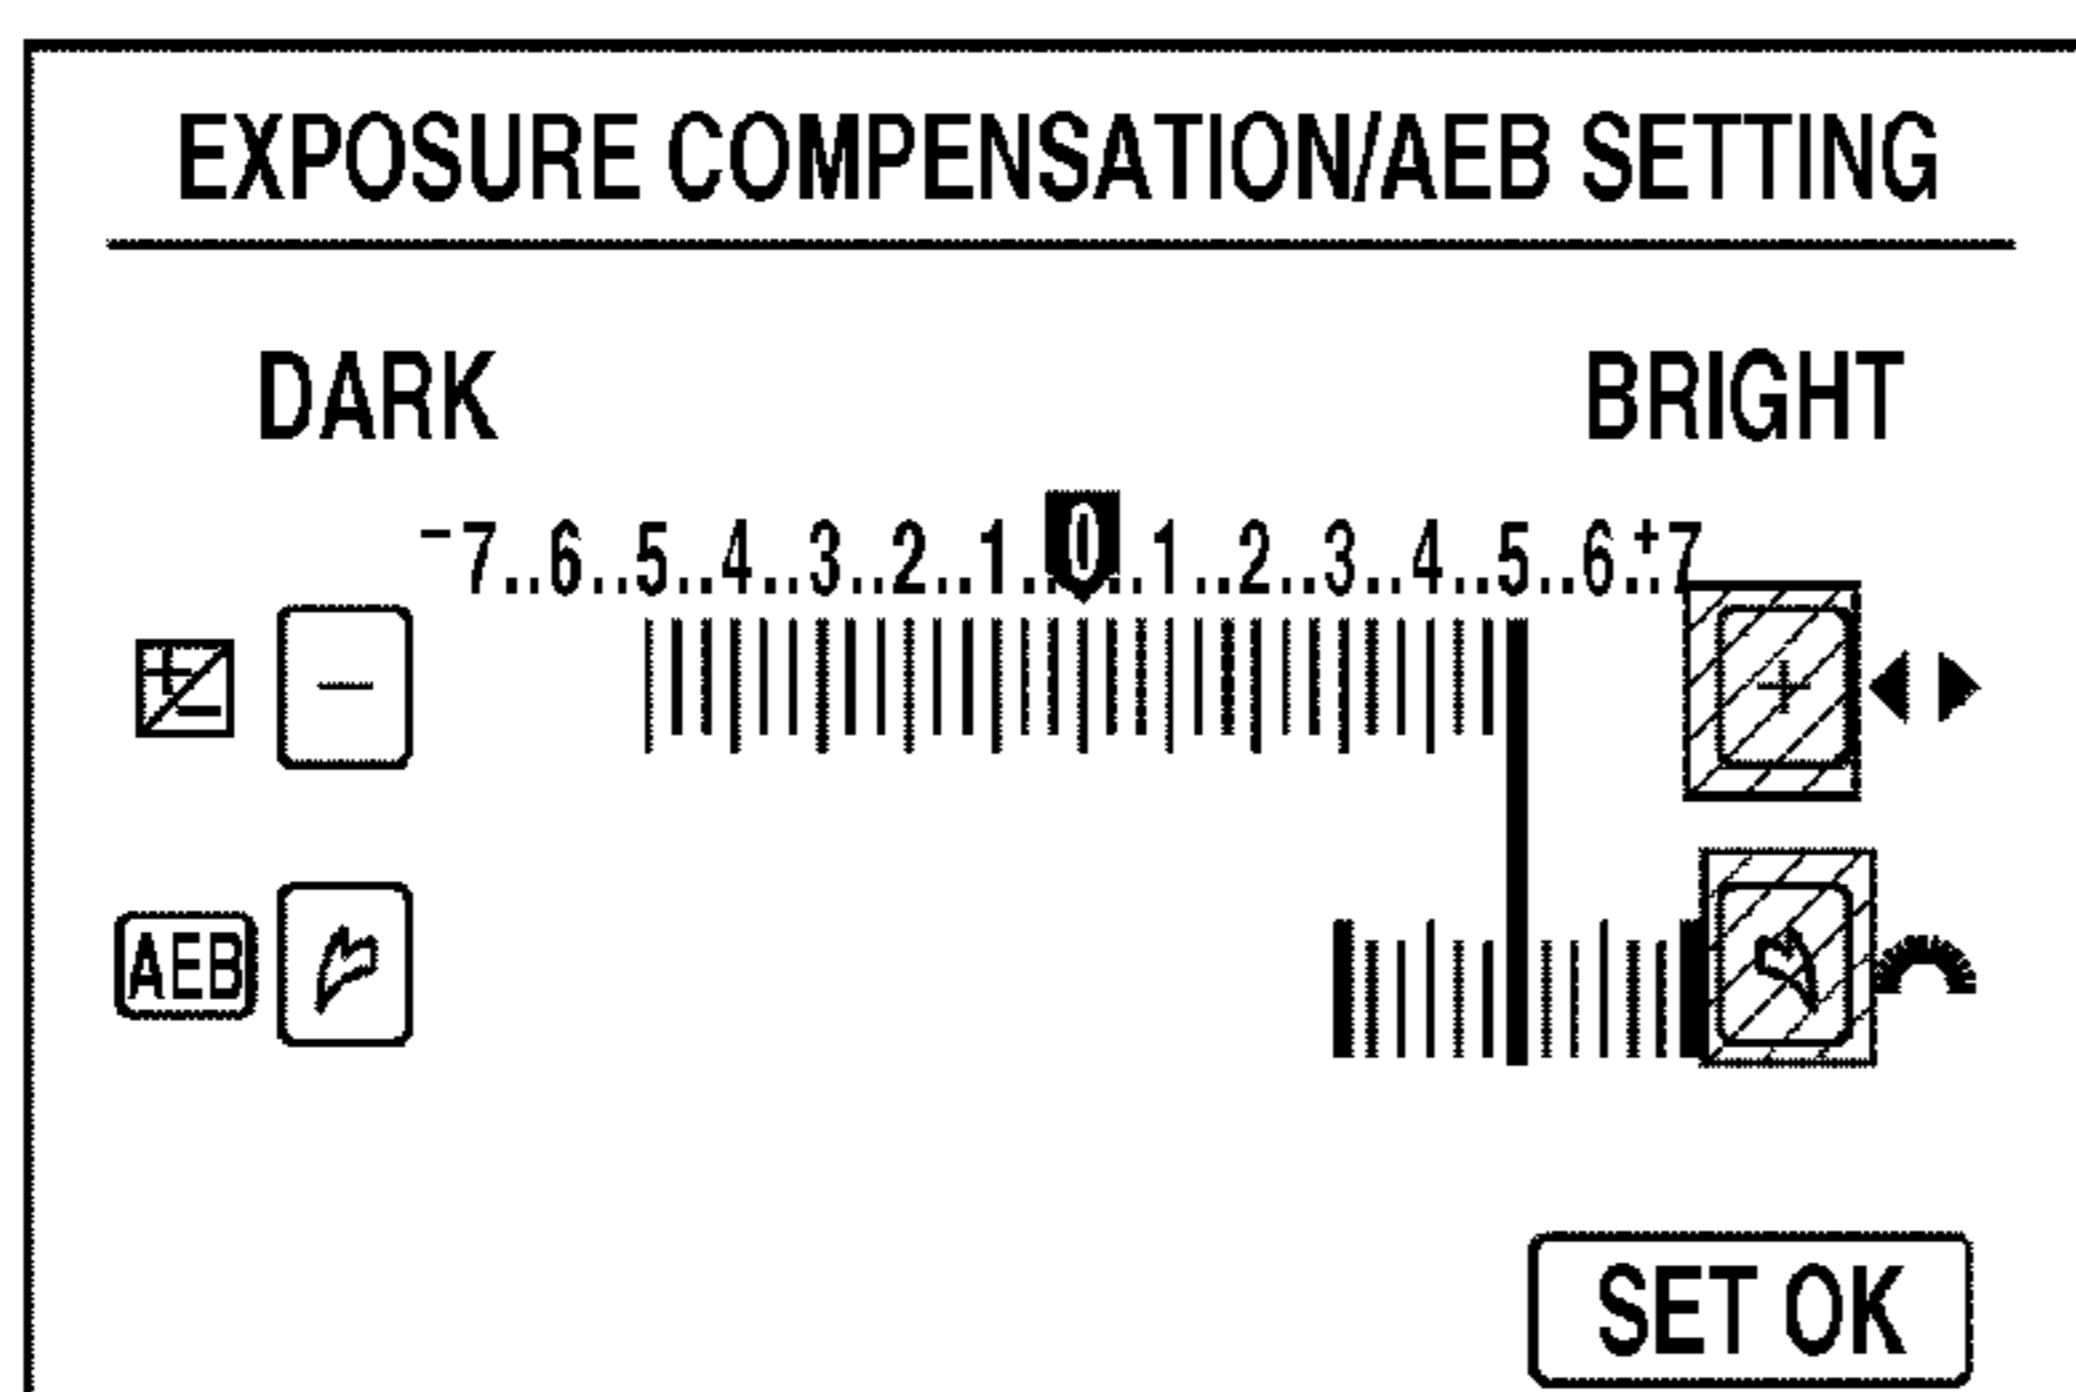 EXPOSURE COMPENSATION/AEB SETTING
DARK BRIGHT
-7..6..5..4..3..2..1..0..1..2..3..4..5..6..+7
- +
AEB
SET OK